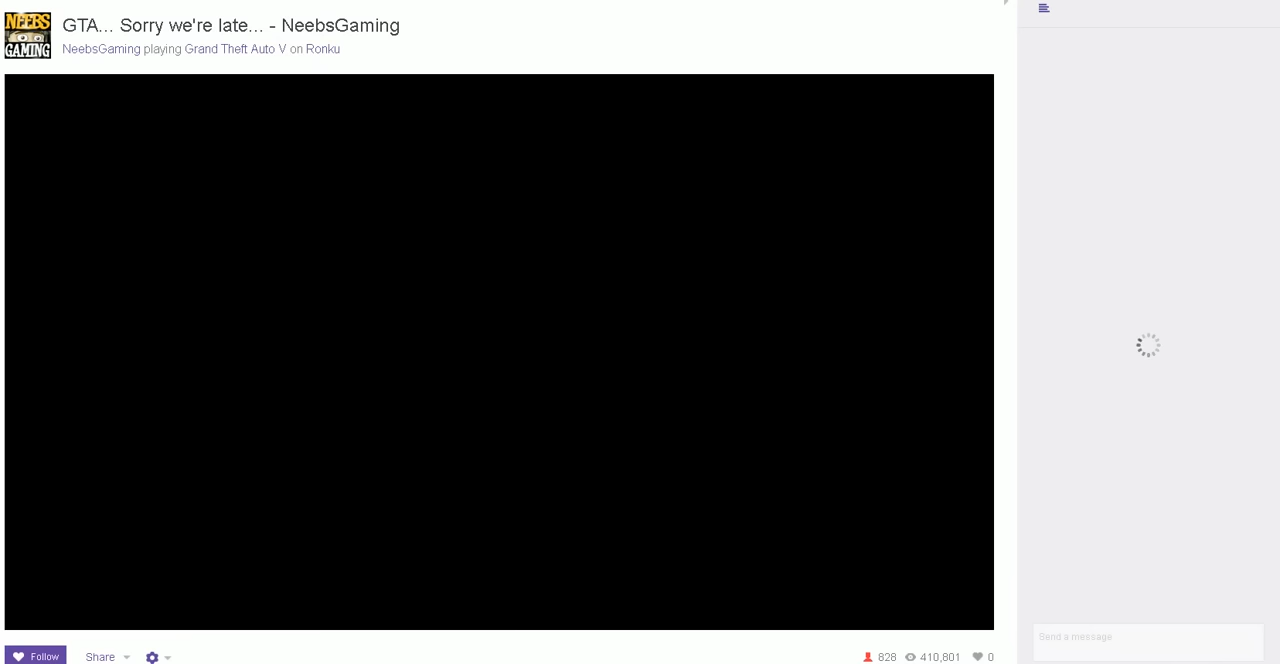 NEEBS
GAMING
GTA... Sorry we're late... - NeebsGaming
NeebsGaming playing Grand Theft Auto V on Ronku
Send a message
Follow
Share
828
410,801
0